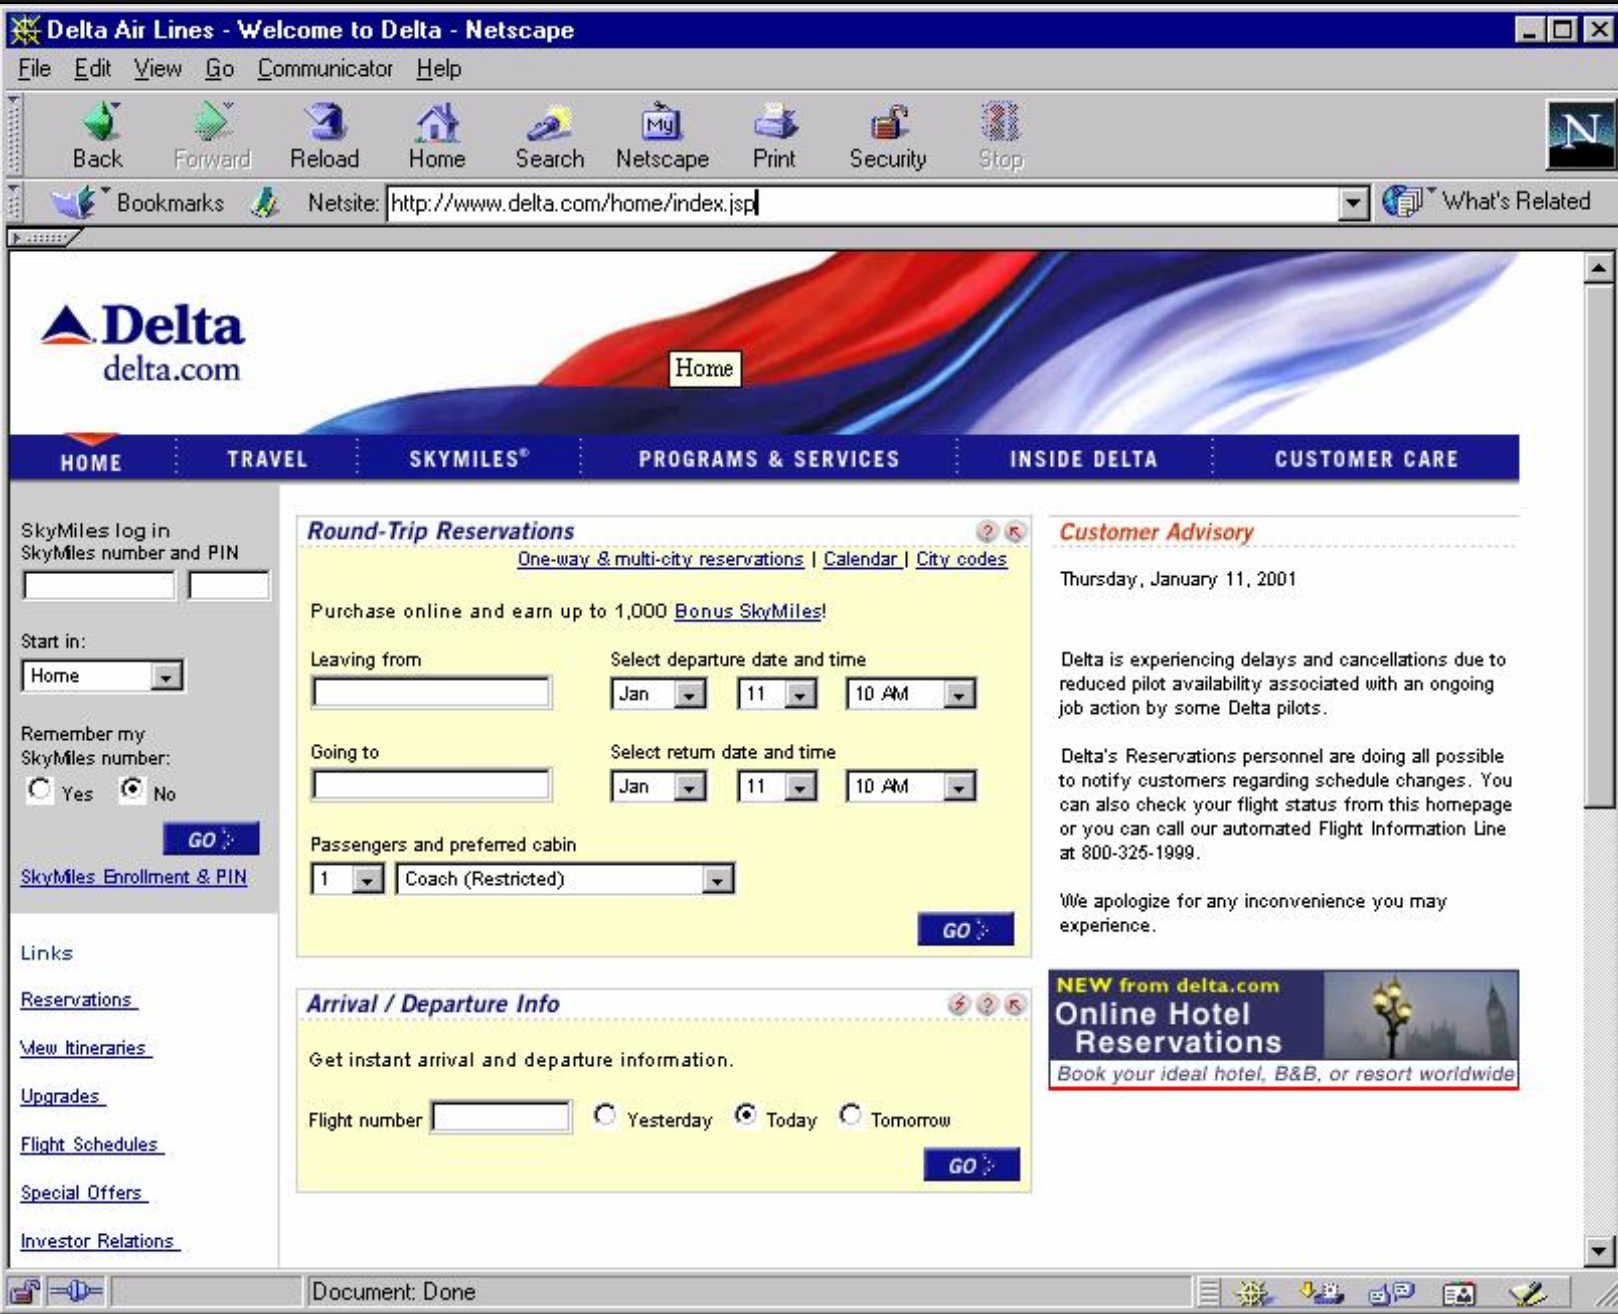 Delta Air Lines - Welcome to Delta - Netscape
File Edit View Go Communicator Help
My N
Back Forward Reload Home Search Netscape Print Security Stop
Bookmarks Netsite: http://www.delta.com/home/index.jsp What's Related
Delta
delta.com
Home
HOME TRAVEL SKYMILES® PROGRAMS & SERVICES INSIDE DELTA CUSTOMER CARE
SkyMiles log in
SkyMiles number and PIN
Start in:
Home
Remember my
SkyMiles number:
Yes No
GO
SkyMiles Enrollment & PIN
Links
Reservations
View Itineraries
Upgrades
Flight Schedules
Special Offers
Investor Relations
Round-Trip Reservations ?
One-way & multi-city reservations | Calendar | City codes
Purchase online and earn up to 1,000 Bonus SkyMiles!
Leaving from Select departure date and time
Jan 11 10 AM
Going to Select return date and time
Jan 11 10 AM
Passengers and preferred cabin
1 Coach (Restricted)
GO
Arrival / Departure Info ?
Get instant arrival and departure information.
Flight number Yesterday Today Tomorrow
GO
Customer Advisory
Thursday, January 11, 2001
Delta is experiencing delays and cancellations due to
reduced pilot availability associated with an ongoing
job action by some Delta pilots.
Delta's Reservations personnel are doing all possible
to notify customers regarding schedule changes. You
can also check your flight status from this homepage
or you can call our automated Flight Information Line
at 800-325-1999.
We apologize for any inconvenience you may
experience.
NEW from delta.com
Online Hotel
Reservations
Book your ideal hotel, B&B, or resort worldwide
Document: Done